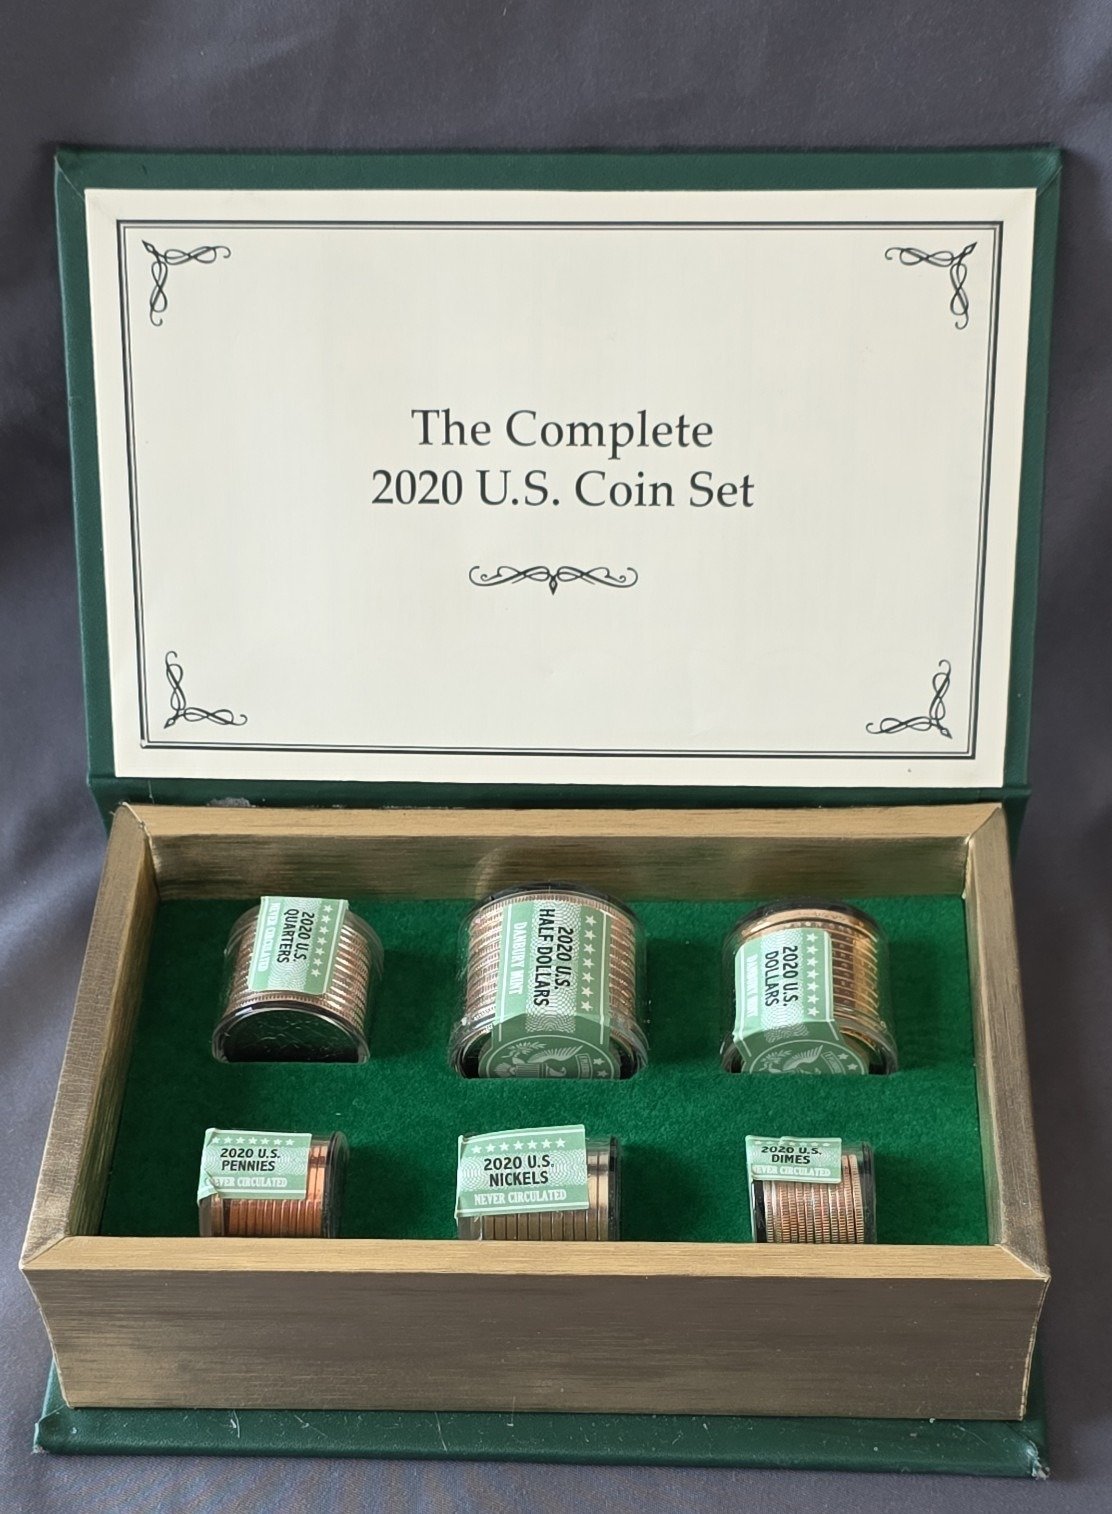 The Complete
2020 U.S. Coin Set
2020 U.S.
QUARTERS
NEVER CIRCULATED
2020 U.S.
HALF DOLLARS
DANBURY MINT
2020 U.S.
DOLLARS
DANBURY MINT
2020 U.S.
PENNIES
NEVER CIRCULATED
2020 U.S.
NICKELS
NEVER CIRCULATED
2020 U.S.
DIMES
NEVER CIRCULATED